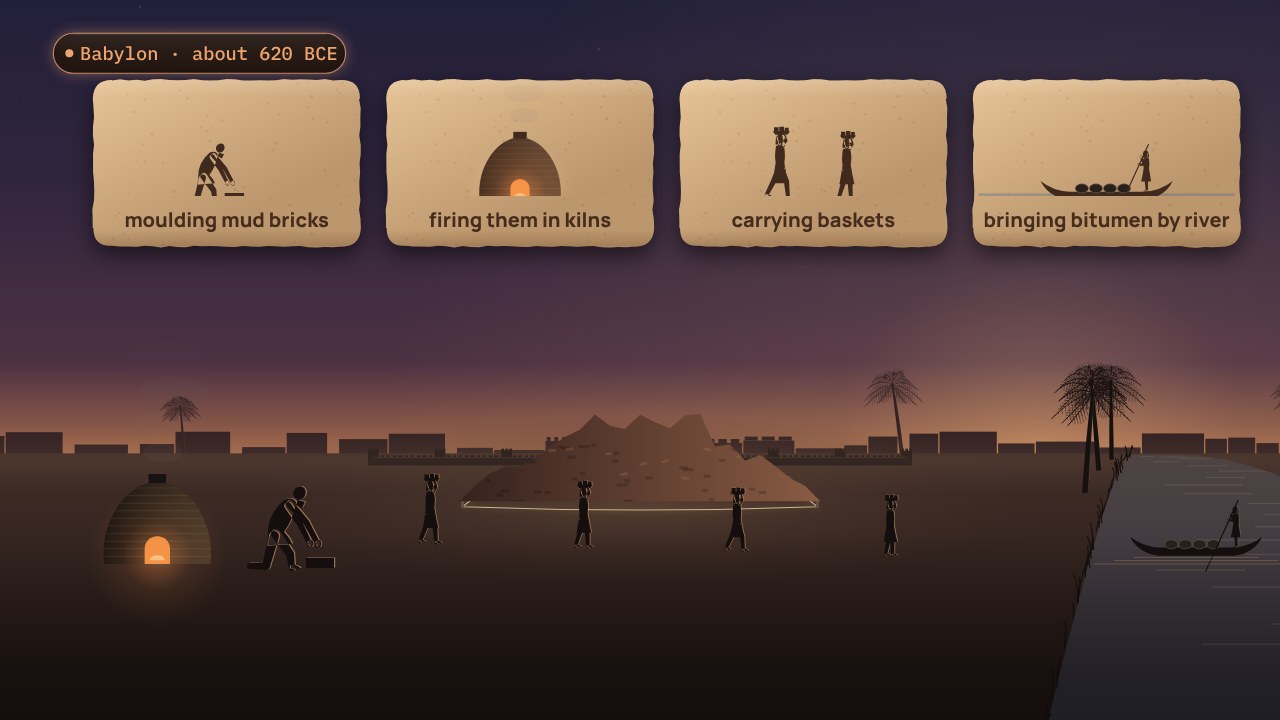 Babylon · about 620 BCE
moulding mud bricks
firing them in kilns
carrying baskets
bringing bitumen by river